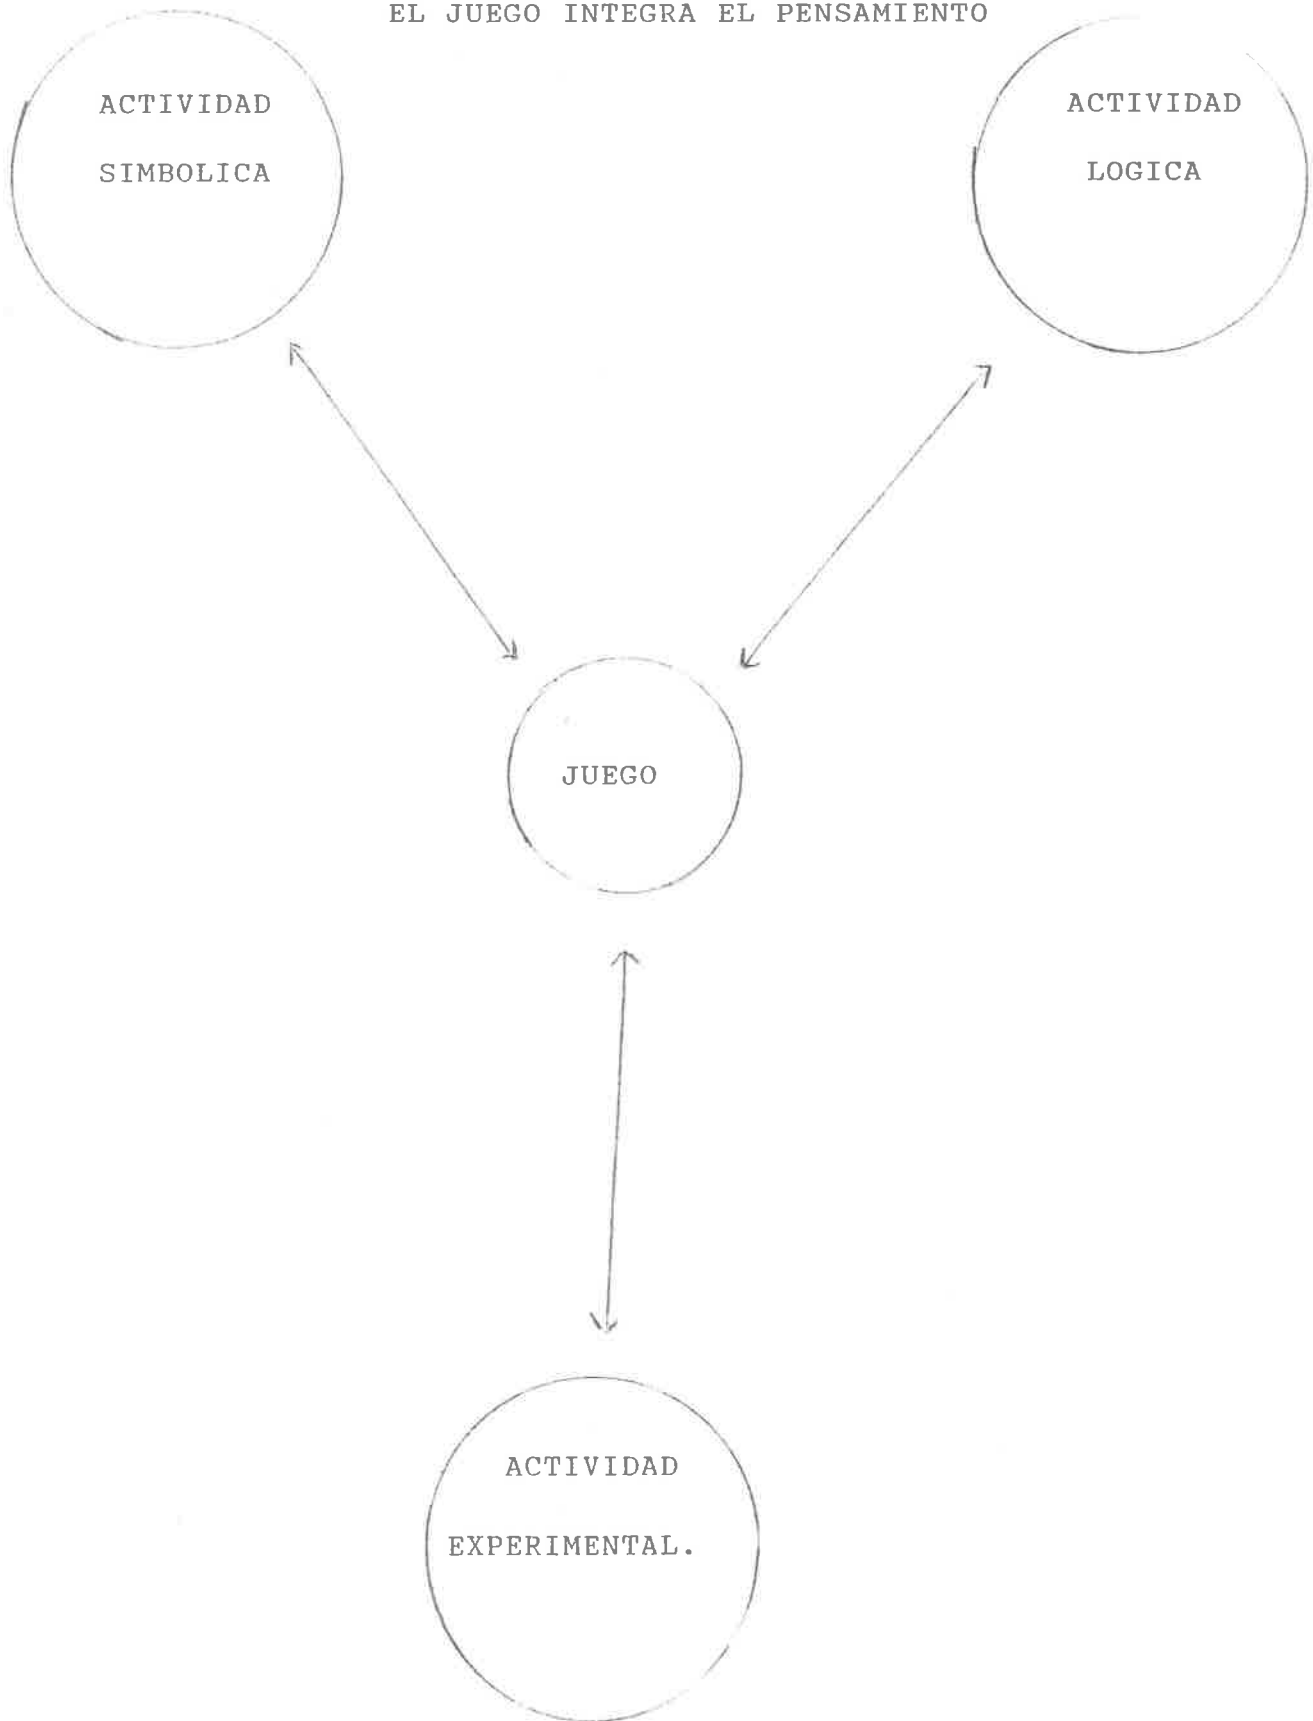 EL JUEGO INTEGRA EL PENSAMIENTO
ACTIVIDAD
SIMBOLICA
ACTIVIDAD
LOGICA
JUEGO
ACTIVIDAD
EXPERIMENTAL.